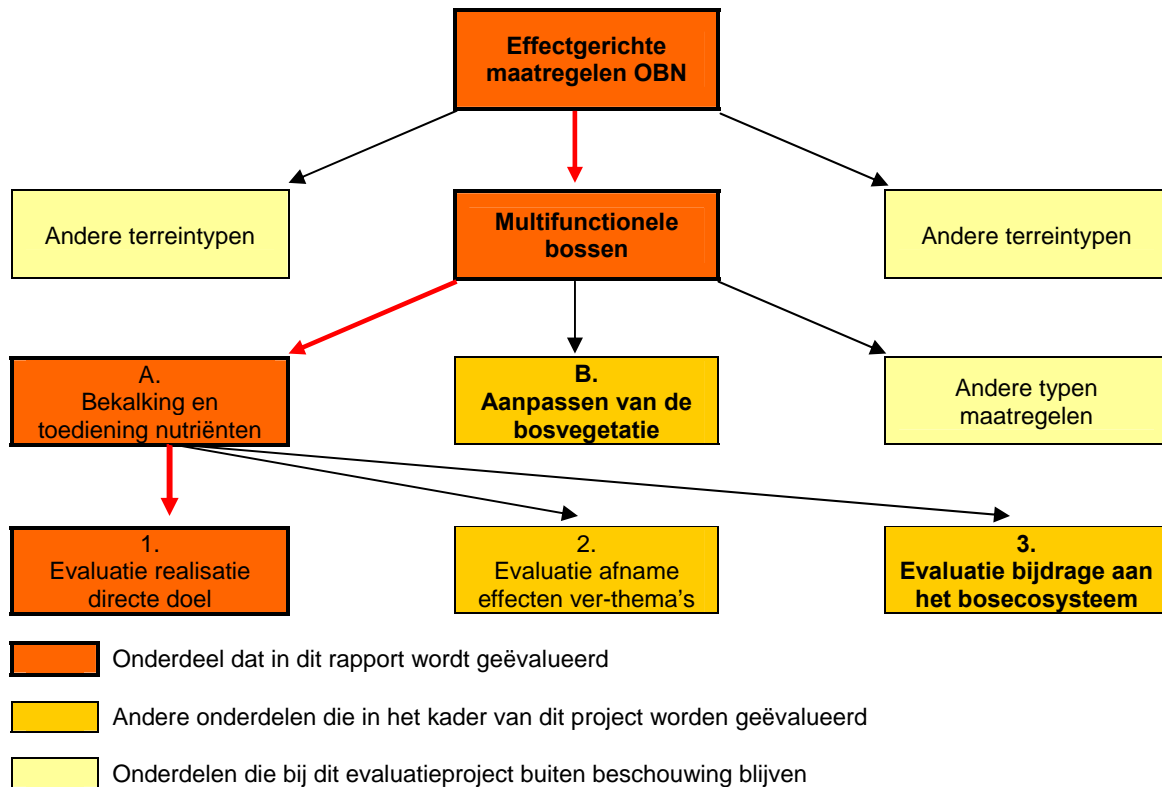 Effectgerichte
maatregelen OBN
Andere terreintypen
Multifunctionele
bossen
Andere terreintypen
A.
Bekalking en
toediening nutriënten
B.
Aanpassen van de
bosvegetatie
Andere typen
maatregelen
1.
Evaluatie realisatie
directe doel
2.
Evaluatie afname
effecten ver-thema's
3.
Evaluatie bijdrage aan
het bosecosysteem
Onderdeel dat in dit rapport wordt geëvalueerd
Andere onderdelen die in het kader van dit project worden geëvalueerd
Onderdelen die bij dit evaluatieproject buiten beschouwing blijven